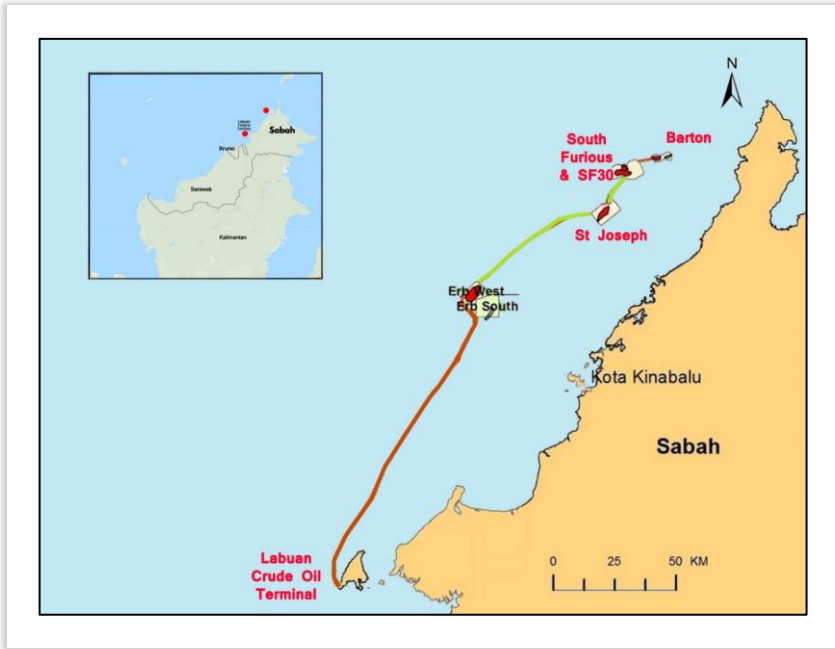 N
South
Furious
& SF30
Barton
St Joseph
Erb West
Erb South
Kota Kinabalu
Sabah
Labuan
Crude Oil
Terminal
0 25 50 KM
Labuan
Sabah
Brunei
Sarawak
Kalimantan